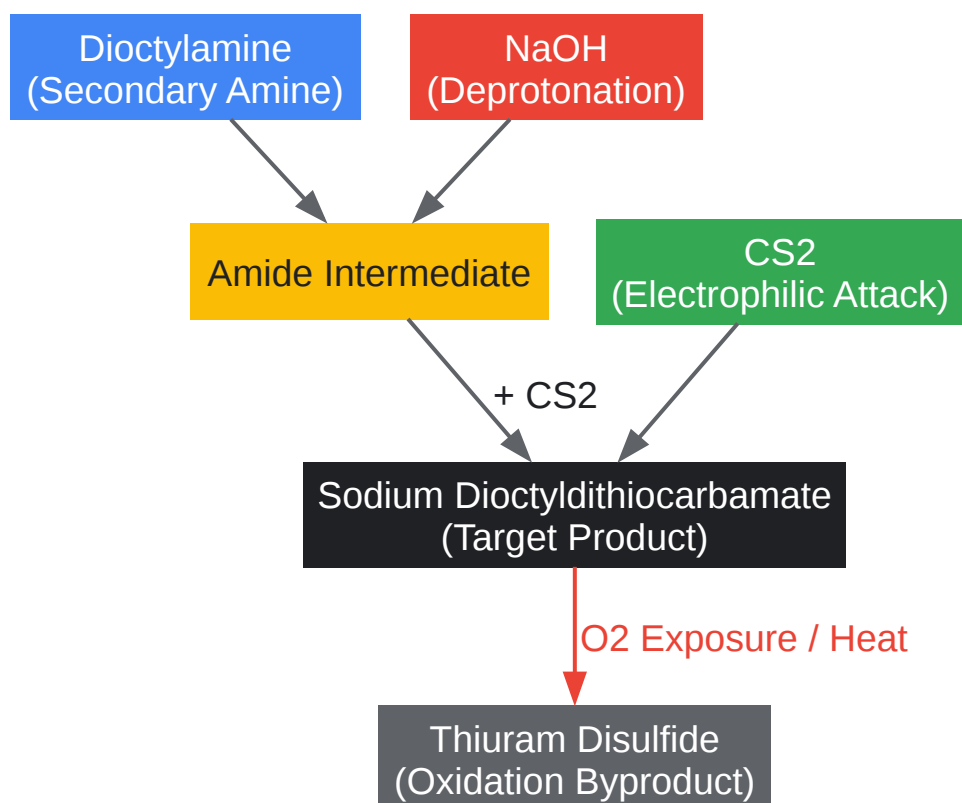 Dioctylamine
(Secondary Amine)
NaOH
(Deprotonation)
Amide Intermediate
CS2
(Electrophilic Attack)
+ CS2
Sodium Dioctyldithiocarbamate
(Target Product)
O2 Exposure / Heat
Thiuram Disulfide
(Oxidation Byproduct)